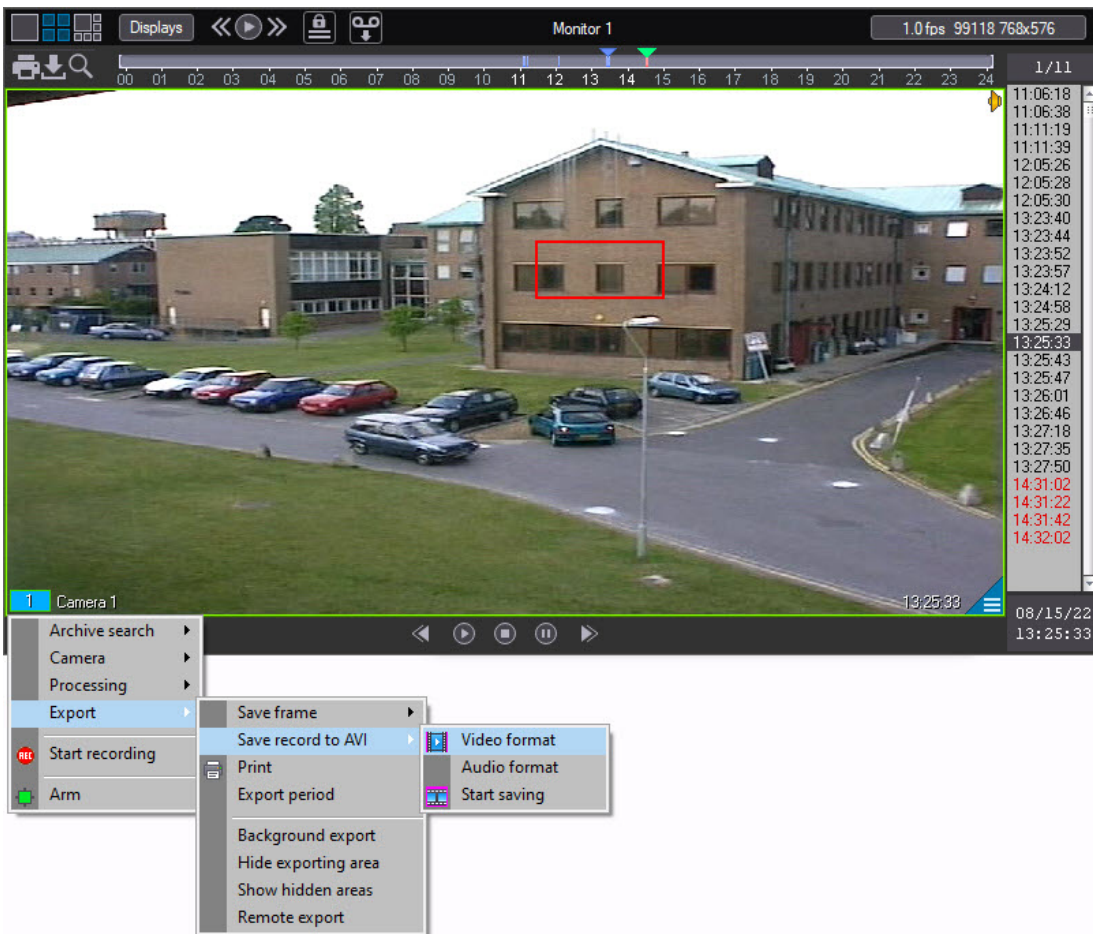 Displays
Monitor 1
1.0 fps 99118 768x576
00 01 02 03 04 05 06 07 08 09 10 11 12 13 14 15 16 17 18 19 20 21 22 23 24
1/11
11:06:18
11:06:38
11:11:19
11:11:39
12:05:26
12:05:28
12:05:30
13:23:40
13:23:44
13:23:52
13:23:57
13:24:12
13:24:58
13:25:29
13:25:33
13:25:43
13:25:47
13:26:01
13:26:46
13:27:18
13:27:35
13:27:50
14:31:02
14:31:22
14:31:42
14:32:02
1 Camera 1
13:25:33
08/15/22
13:25:33
Archive search
Camera
Processing
Export
REC Start recording
Arm
Save frame
Save record to AVI
Print
Export period
Background export
Hide exporting area
Show hidden areas
Remote export
Video format
Audio format
Start saving